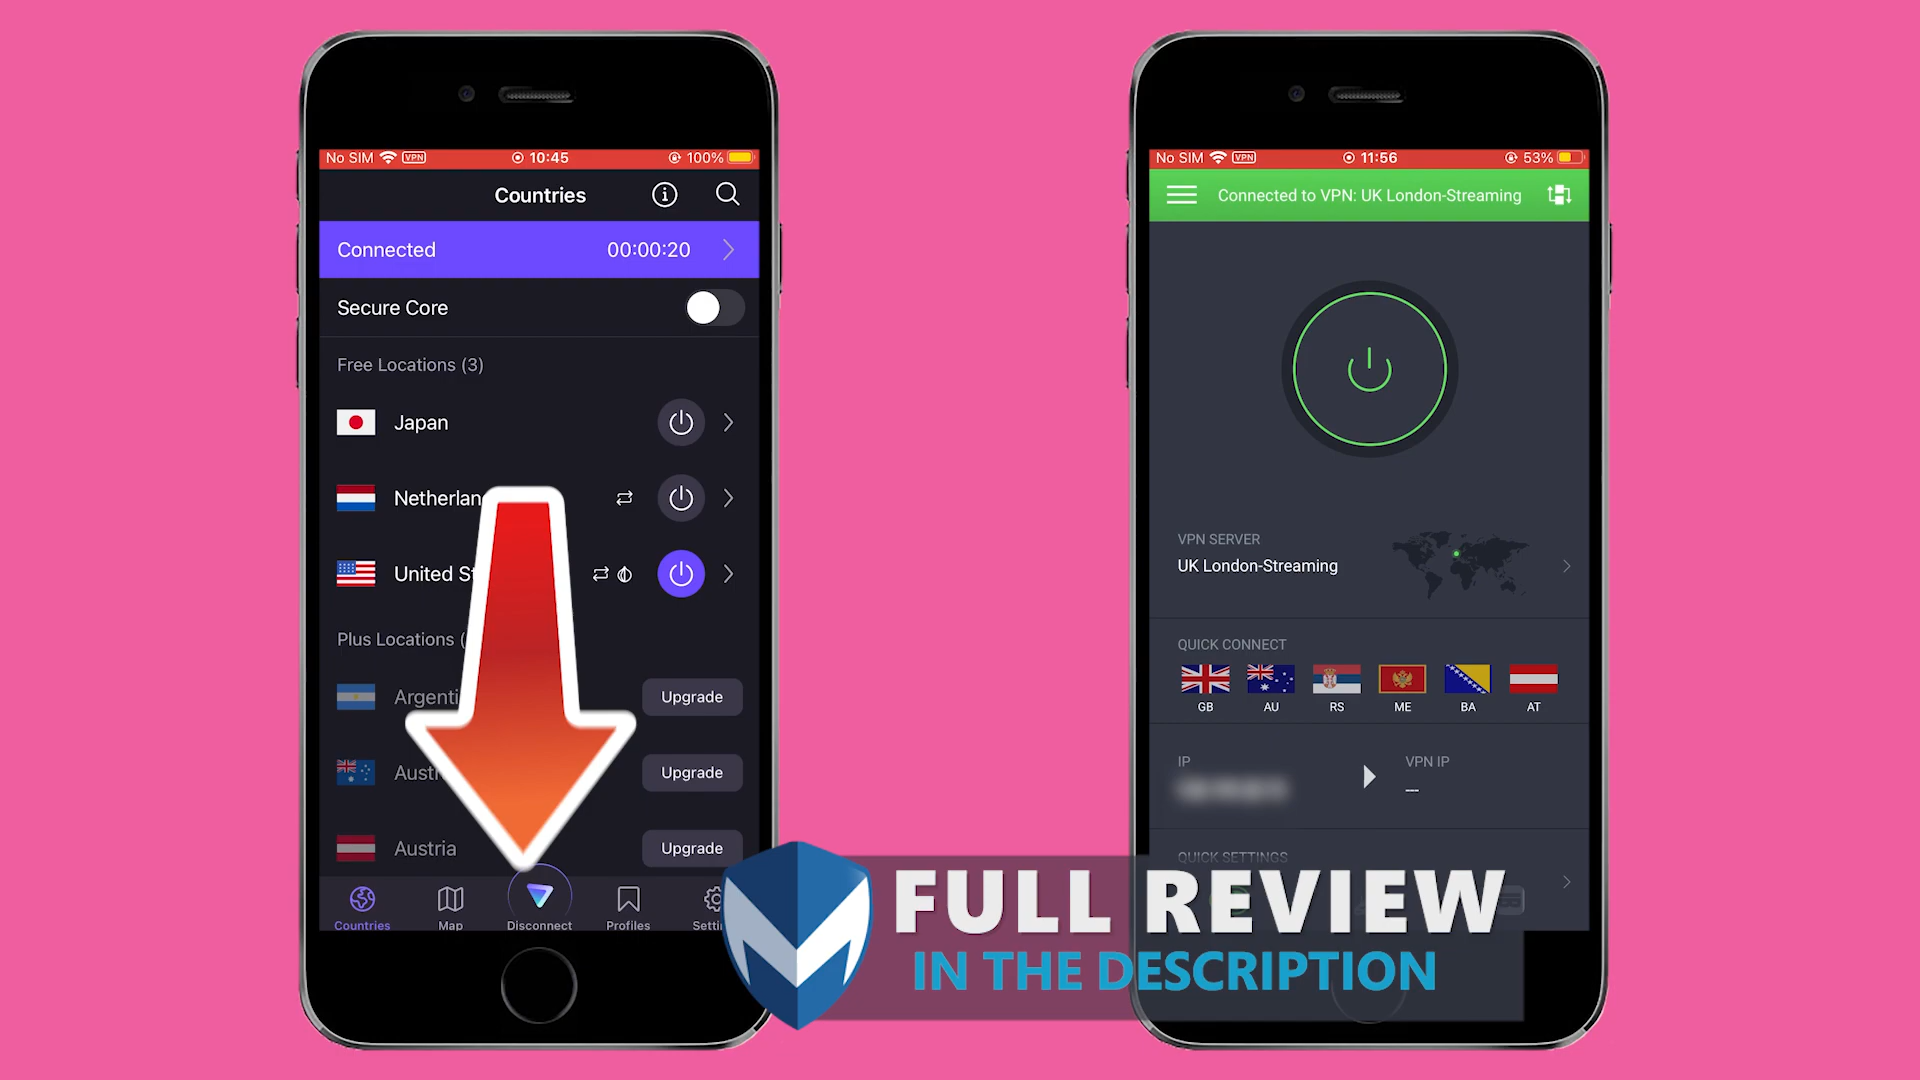 No SIM VPN 10:45 100%
Countries
Connected 00:00:20
Secure Core
Free Locations (3)
Japan
Netherlan
United St
Plus Locations (
Argenti Upgrade
Aust Upgrade
Austria Upgrade
Countries Map Disconnect Profiles Setti
No SIM VPN 11:56 53%
Connected to VPN: UK London-Streaming
VPN SERVER
UK London-Streaming
QUICK CONNECT
GB AU RS ME BA AT
IP VPN IP
---
QUICK SETTINGS
FULL REVIEW
IN THE DESCRIPTION